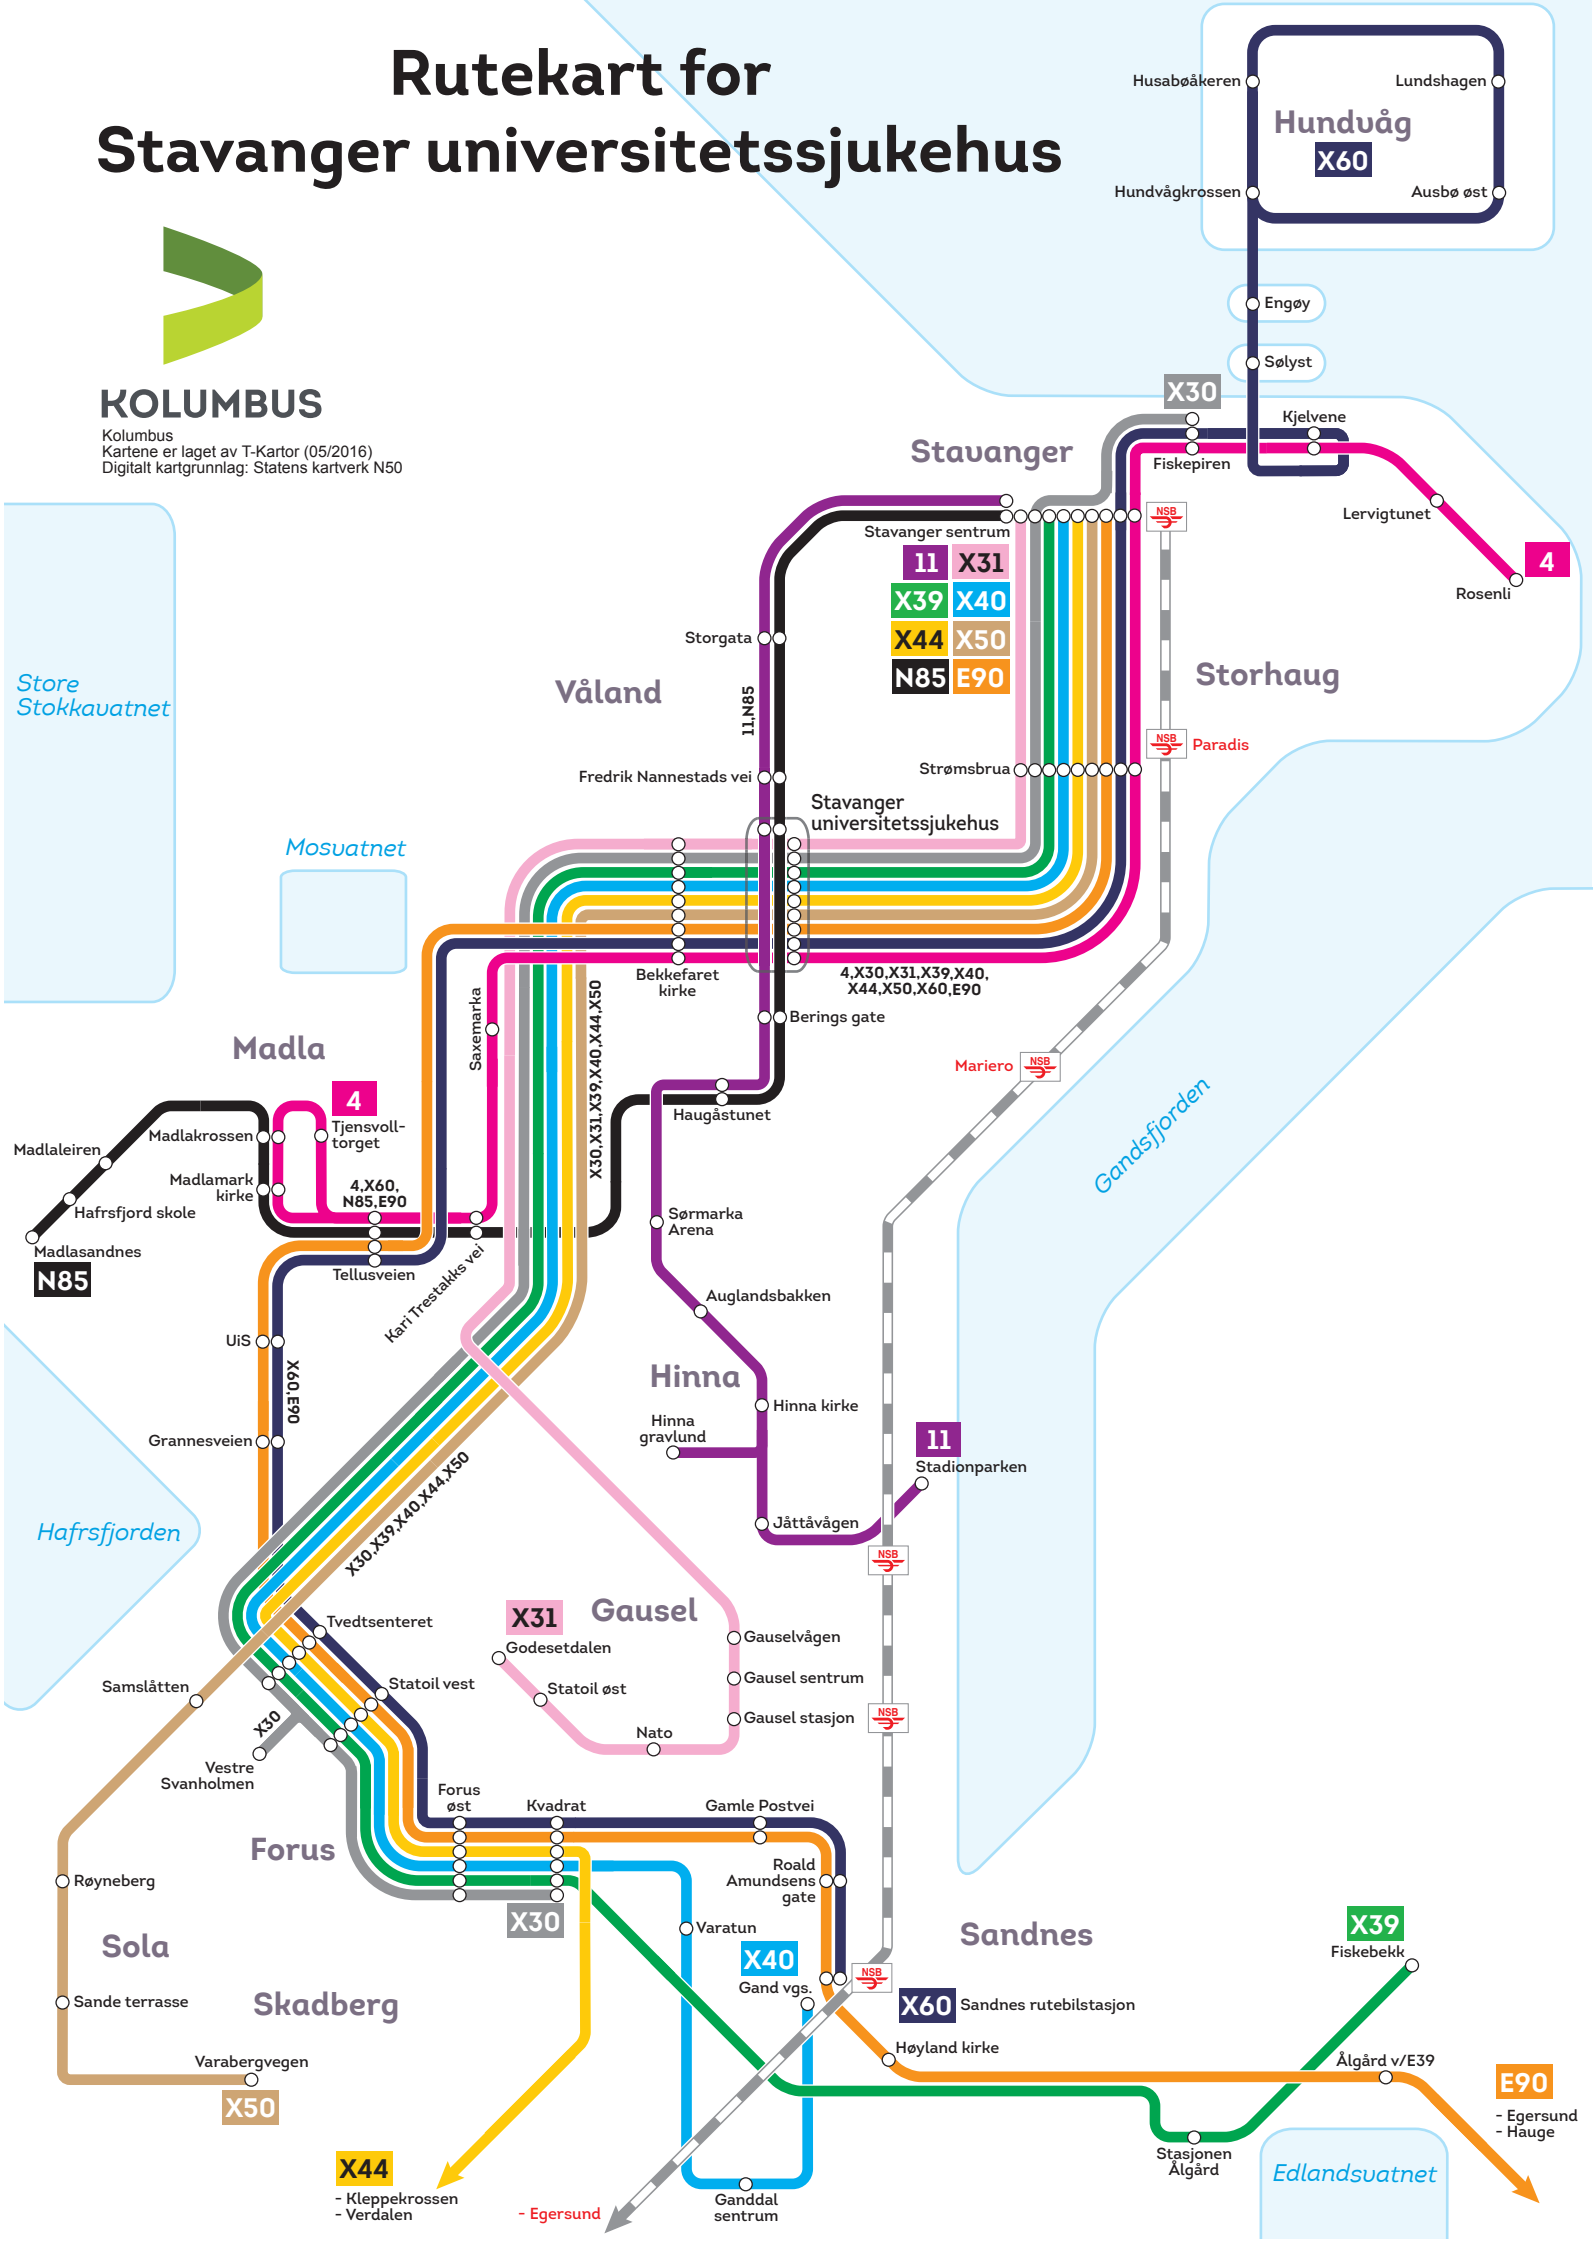 Rutekart for
Stavanger universitetssjukehus
KOLUMBUS
Kolumbus
Kartene er laget av T-Kartor (05/2016)
Digitalt kartgrunnlag: Statens kartverk N50
Husabøåkeren
Lundshagen
Hundvåg
X60
Hundvågkrossen
Ausbø øst
Engøy
Sølyst
X30
Kjelvene
Stavanger
Fiskepiren
Lervigtunet
4
Rosenli
NSB
Stavanger sentrum
11 X31
X39 X40
X44 X50
N85 E90
Storgata
Våland
11,N85
Storhaug
Store
Stokkavatnet
NSB
Paradis
Strømsbrua
Fredrik Nannestads vei
Stavanger
universitetssjukehus
Mosvatnet
Bekkefaret
kirke
4,X30,X31,X39,X40,
X44,X50,X60,E90
Saxemarka
X30,X31,X39,X40,X44,X50
Berings gate
Madla
Mariero
NSB
Gandsfjorden
4
Tjensvoll-
torget
Madlakrossen
Madlaleiren
Madlamark
kirke
4,X60,
N85,E90
Hafrsfjord skole
Madlasandnes
N85
Tellusveien
Kari Trestakks vei
Haugåstunet
Sørmarka
Arena
Auglandsbakken
UiS
X60,E90
Hinna
Hinna kirke
Hinna
gravlund
11
Stadionparken
Grannesveien
X30,X39,X40,X44,X50
Hafrsfjorden
Jåttåvågen
NSB
X31
Gausel
Godesetdalen
Tvedtsenteret
Gauselvågen
Statoil vest
Statoil øst
Gausel sentrum
Samslåtten
X30
Nato
Gausel stasjon
NSB
Vestre
Svanholmen
Forus
øst
Kvadrat
Gamle Postvei
Forus
Roald
Amundsens
gate
Røyneberg
X30
Varatun
Sandnes
X39
Fiskebekk
Sola
X40
Gand vgs.
NSB
Sande terrasse
Skadberg
X60
Sandnes rutebilstasjon
Høyland kirke
Varabergvegen
X50
Ålgård v/E39
E90
- Egersund
- Hauge
X44
- Kleppekrossen
- Verdalen
- Egersund
Ganddal
sentrum
Stasjonen
Ålgård
Edlandsvatnet